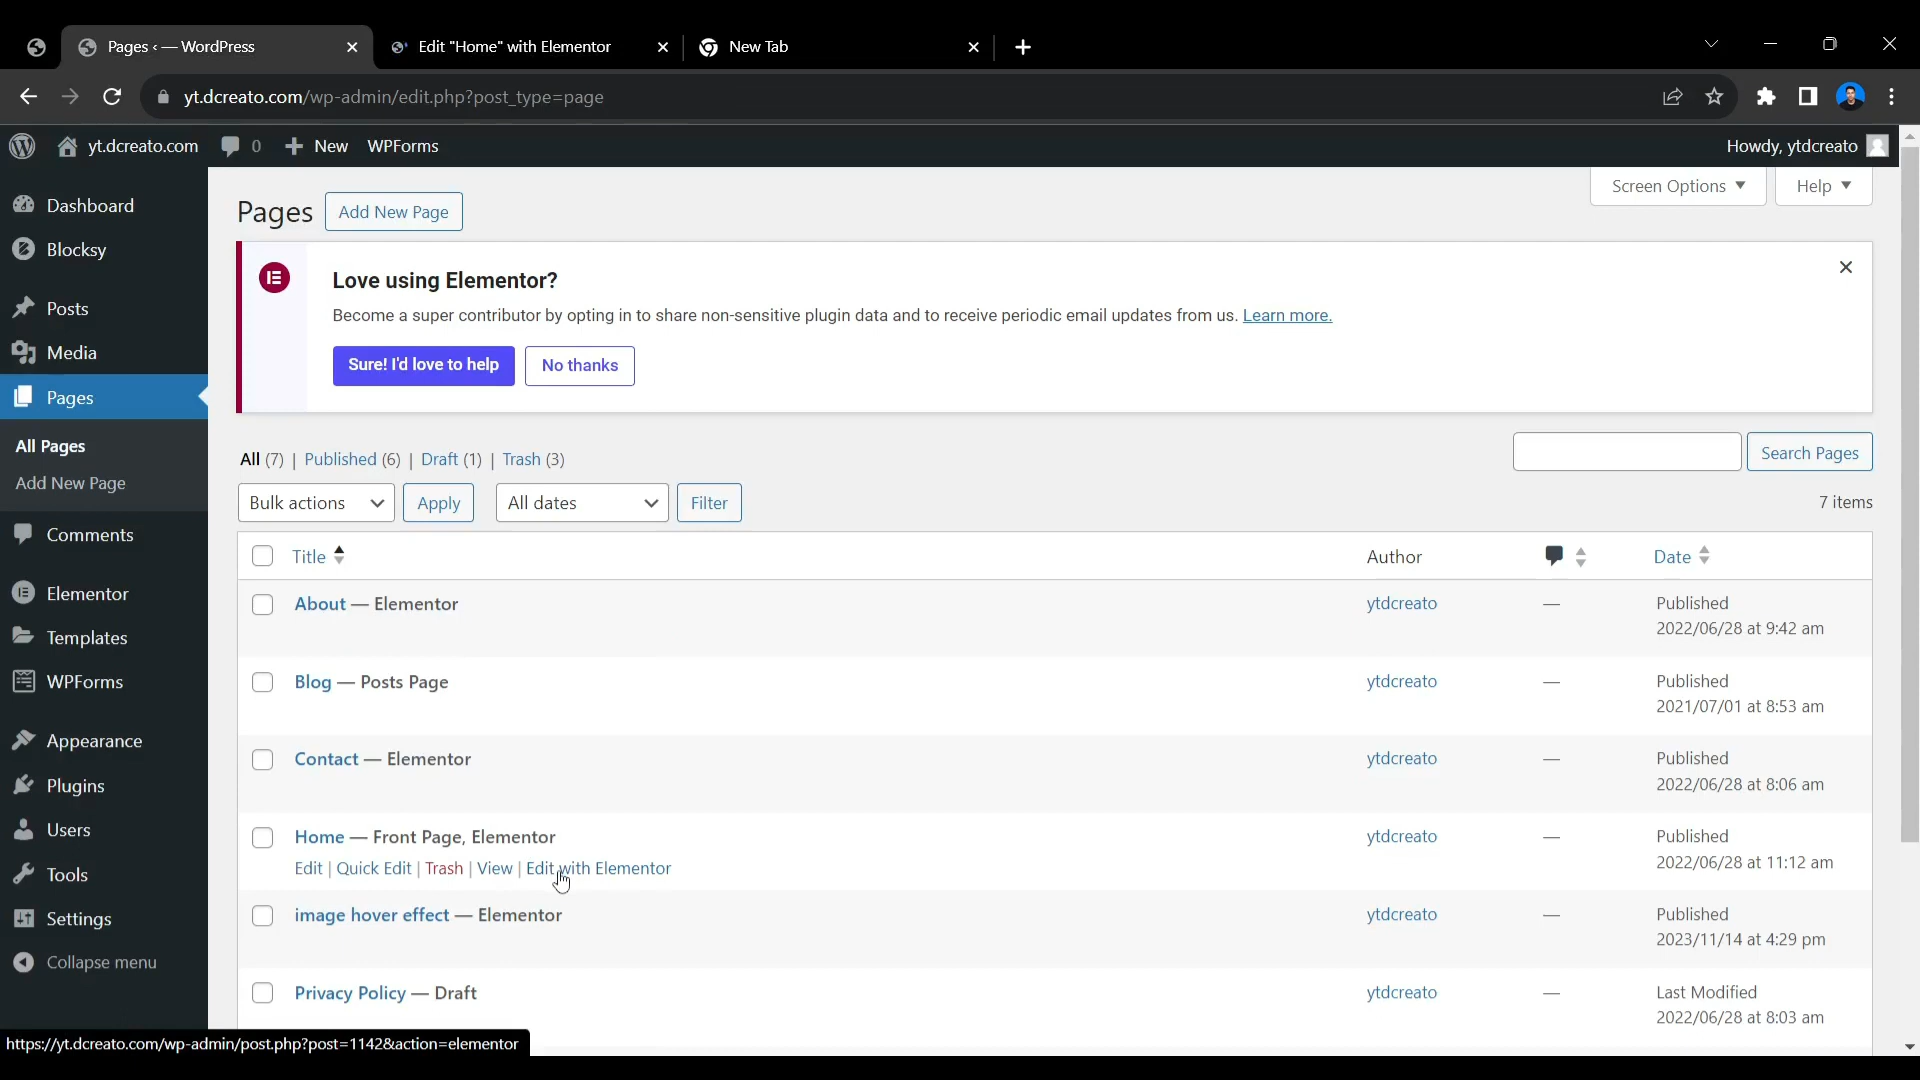 Pages ‹ — WordPress
Edit "Home" with Elementor
New Tab
yt.dcreato.com/wp-admin/edit.php?post_type=page
yt.dcreato.com
0
New
WPForms
Howdy, ytdcreato
Dashboard
Blocksy
Posts
Media
Pages
All Pages
Add New Page
Comments
Elementor
Templates
WPForms
Appearance
Plugins
Users
Tools
Settings
Collapse menu
Screen Options
Help
Pages
Add New Page
Love using Elementor?
Become a super contributor by opting in to share non-sensitive plugin data and to receive periodic email updates from us. Learn more.
Sure! I'd love to help
No thanks
All (7) | Published (6) | Draft (1) | Trash (3)
Search Pages
Bulk actions
Apply
All dates
Filter
7 items
Title
Author
Date
About — Elementor
ytdcreato
—
Published
2022/06/28 at 9:42 am
Blog — Posts Page
ytdcreato
—
Published
2021/07/01 at 8:53 am
Contact — Elementor
ytdcreato
—
Published
2022/06/28 at 8:06 am
Home — Front Page, Elementor
Edit | Quick Edit | Trash | View | Edit with Elementor
ytdcreato
—
Published
2022/06/28 at 11:12 am
image hover effect — Elementor
ytdcreato
—
Published
2023/11/14 at 4:29 pm
Privacy Policy — Draft
ytdcreato
—
Last Modified
2022/06/28 at 8:03 am
https://yt.dcreato.com/wp-admin/post.php?post=1142&action=elementor